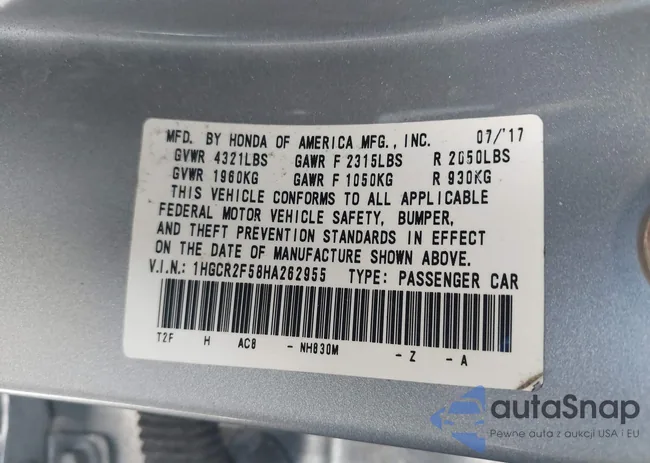 MFD. BY HONDA OF AMERICA MFG., INC. 07/'17
GVWR 4321LBS GAWR F 2315LBS R 2050LBS
GVWR 1960KG GAWR F 1050KG R 930KG
THIS VEHICLE CONFORMS TO ALL APPLICABLE
FEDERAL MOTOR VEHICLE SAFETY, BUMPER,
AND THEFT PREVENTION STANDARDS IN EFFECT
ON THE DATE OF MANUFACTURE SHOWN ABOVE.
V.I.N.: 1HGCR2F58HA262955 TYPE: PASSENGER CAR
T2F H AC8 - NH830M - Z - A
autaSnap
Pewne auta z aukcji USA i EU